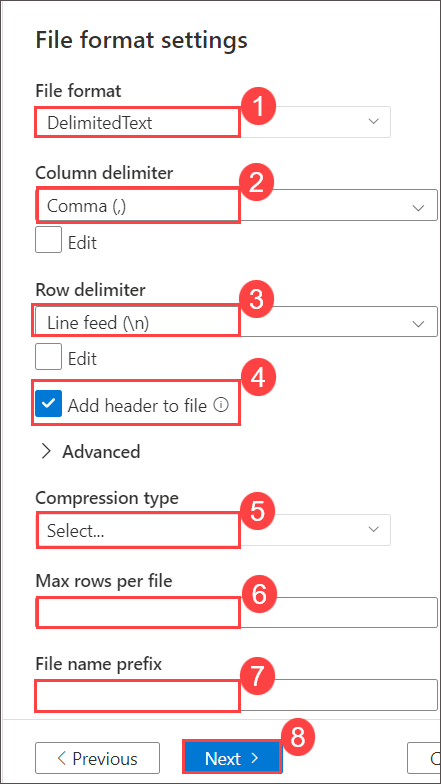 File format settings
File format
1
DelimitedText
Column delimiter
2
Comma (,)
Edit
Row delimiter
3
Line feed (\n)
Edit
4
Add header to file
Advanced
Compression type
5
Select...
Max rows per file
6
File name prefix
7
8
Previous
Next